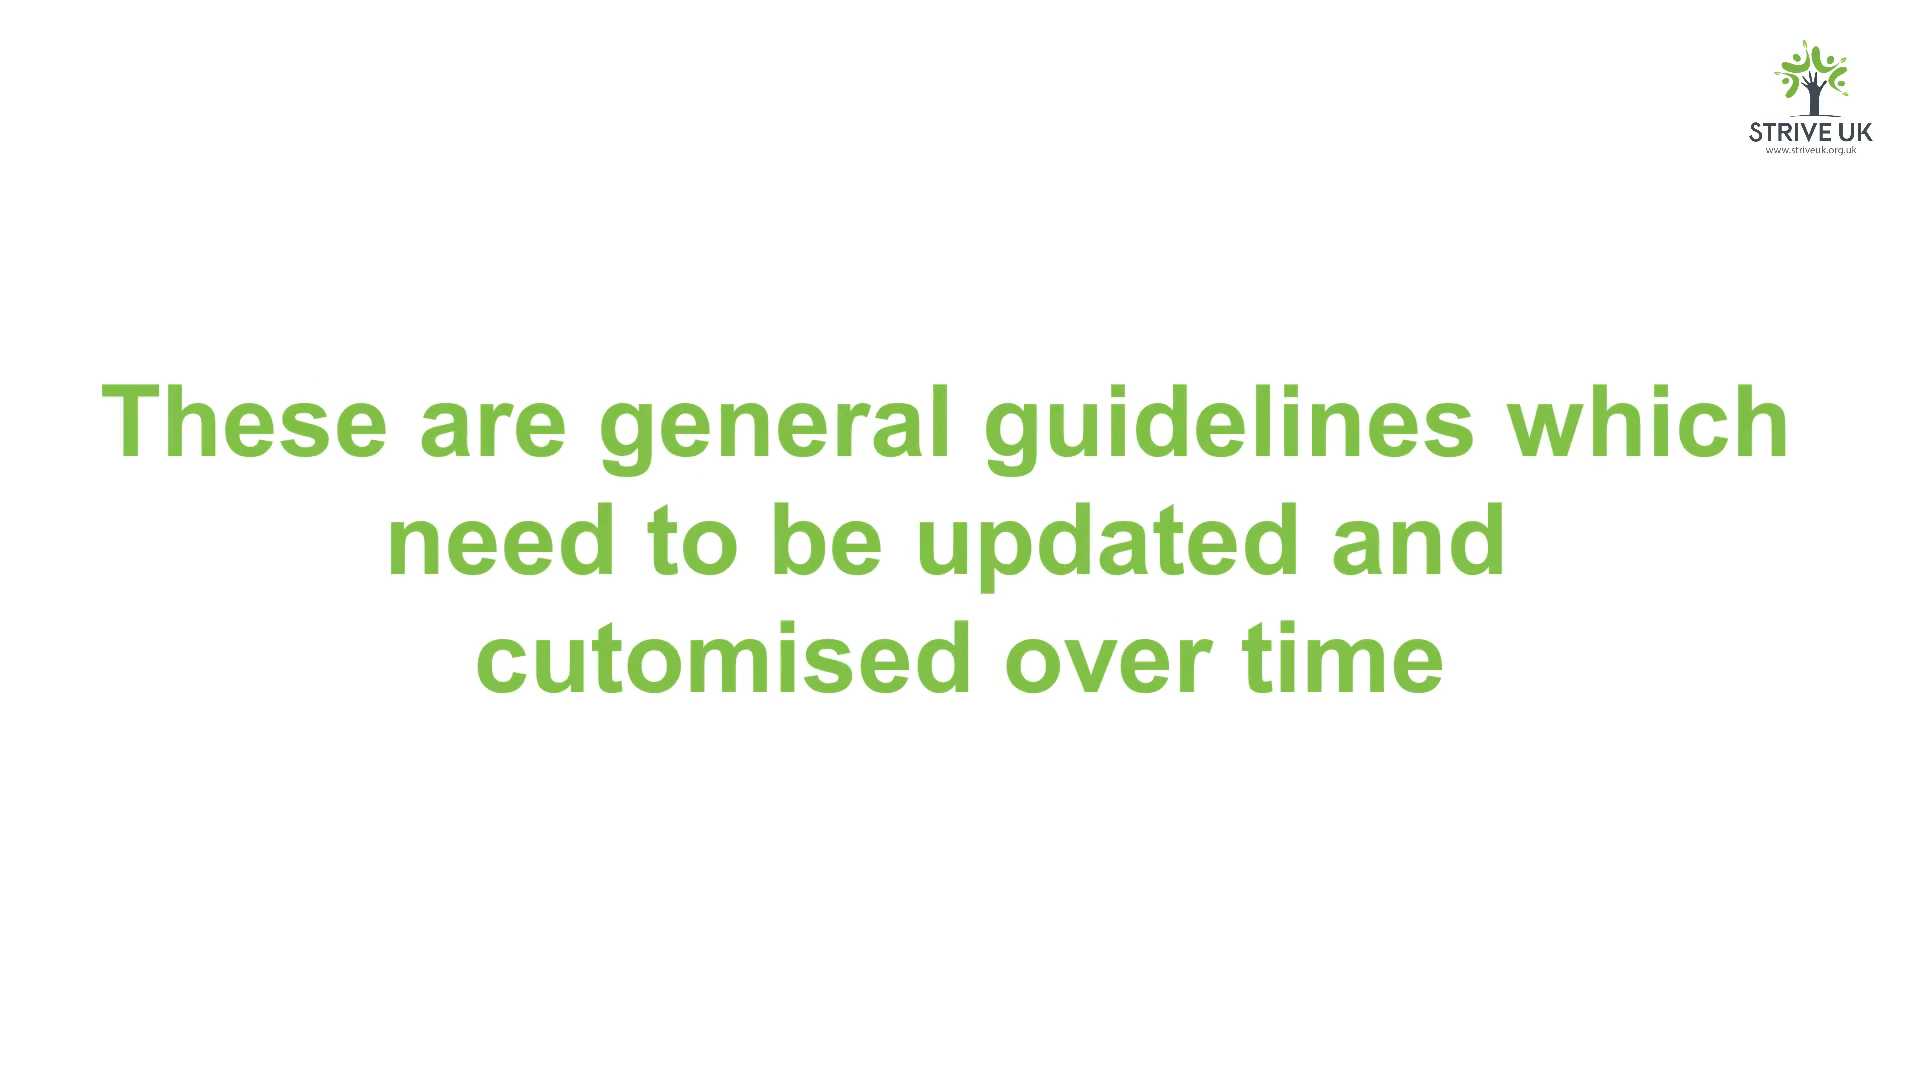 STRIVE UK
www.striveuk.org.uk
These are general guidelines which
need to be updated and
cutomised over time